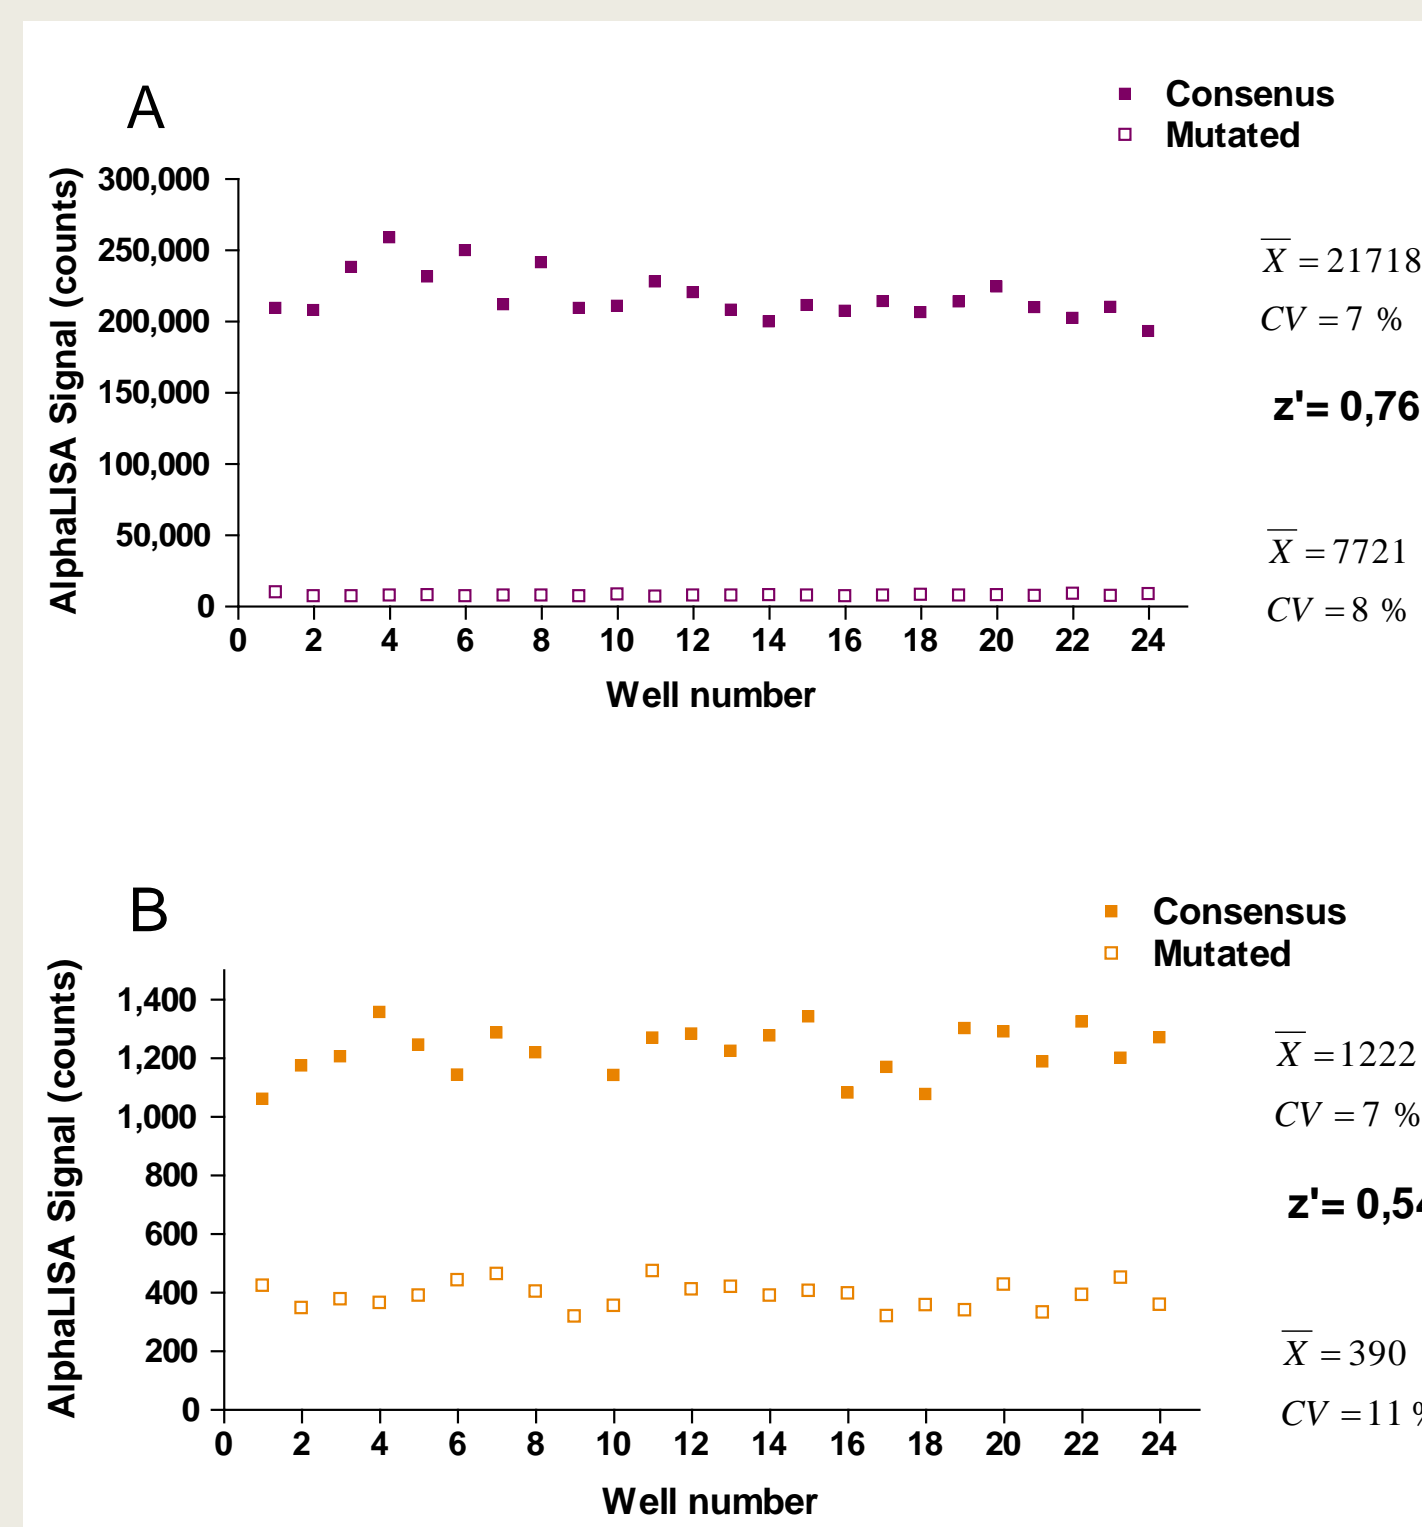 A
Consenus
Mutated
AlphaLISA Signal (counts)
300,000
250,000
200,000
150,000
100,000
50,000
0
0 2 4 6 8 10 12 14 16 18 20 22 24
Well number
X = 21718
CV = 7 %
z'= 0,76
X = 7721
CV = 8 %
B
Consensus
Mutated
AlphaLISA Signal (counts)
1,400
1,200
1,000
800
600
400
200
0
0 2 4 6 8 10 12 14 16 18 20 22 24
Well number
X = 1222
CV = 7 %
z'= 0,54
X = 390
CV = 11 %